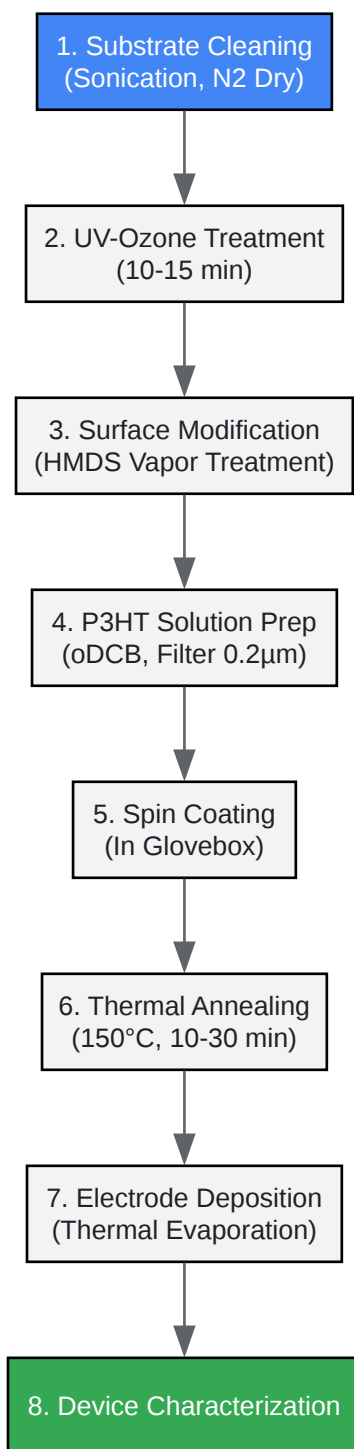 1. Substrate Cleaning
(Sonication, N2 Dry)
2. UV-Ozone Treatment
(10-15 min)
3. Surface Modification
(HMDS Vapor Treatment)
4. P3HT Solution Prep
(oDCB, Filter 0.2µm)
5. Spin Coating
(In Glovebox)
6. Thermal Annealing
(150°C, 10-30 min)
7. Electrode Deposition
(Thermal Evaporation)
8. Device Characterization